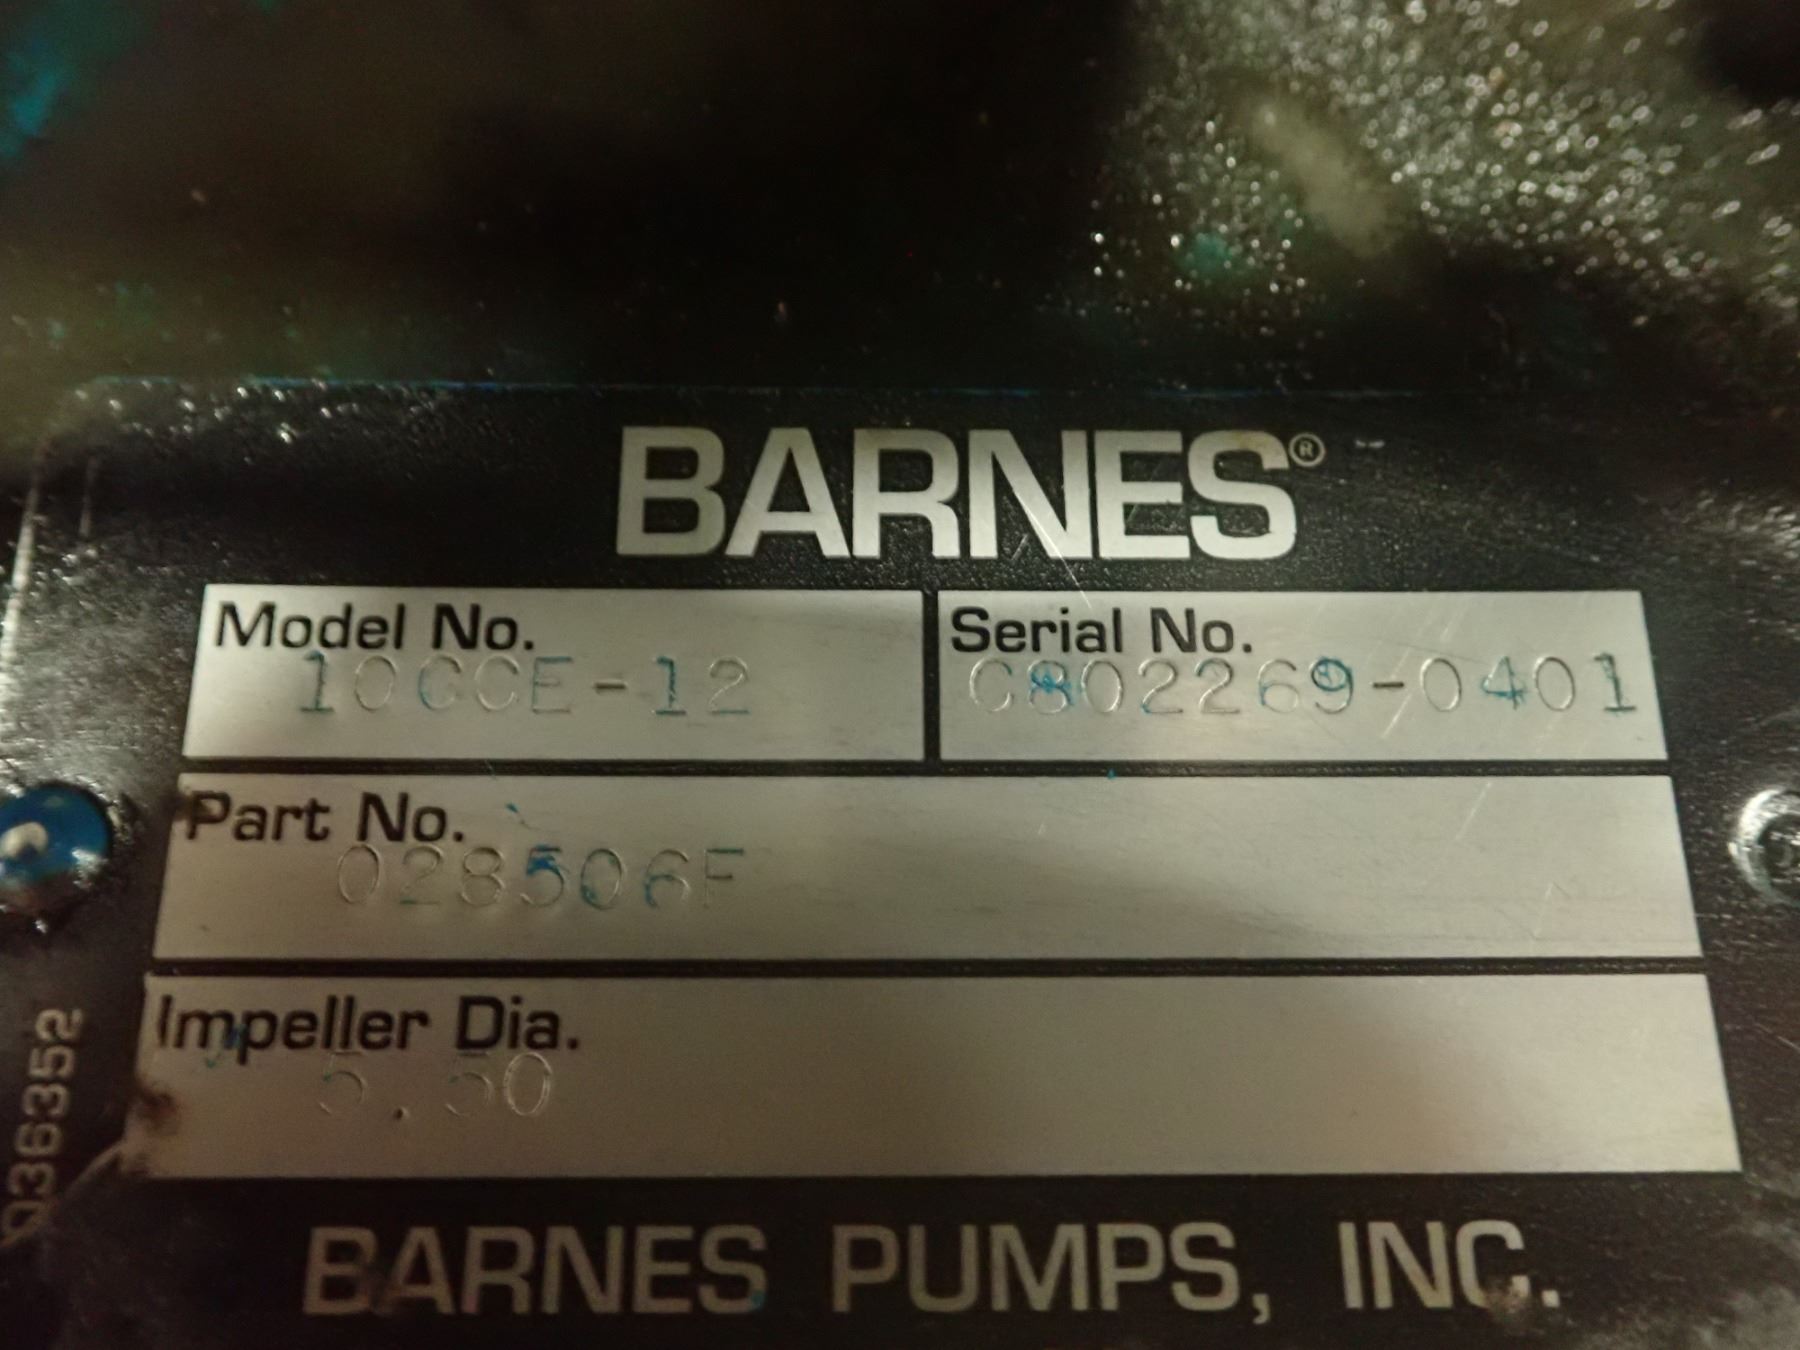 BARNES®
Model No.
10CCE-12
Serial No.
C802269-0401
Part No.
028506F
Impeller Dia.
5.50
BARNES PUMPS, INC.
036352